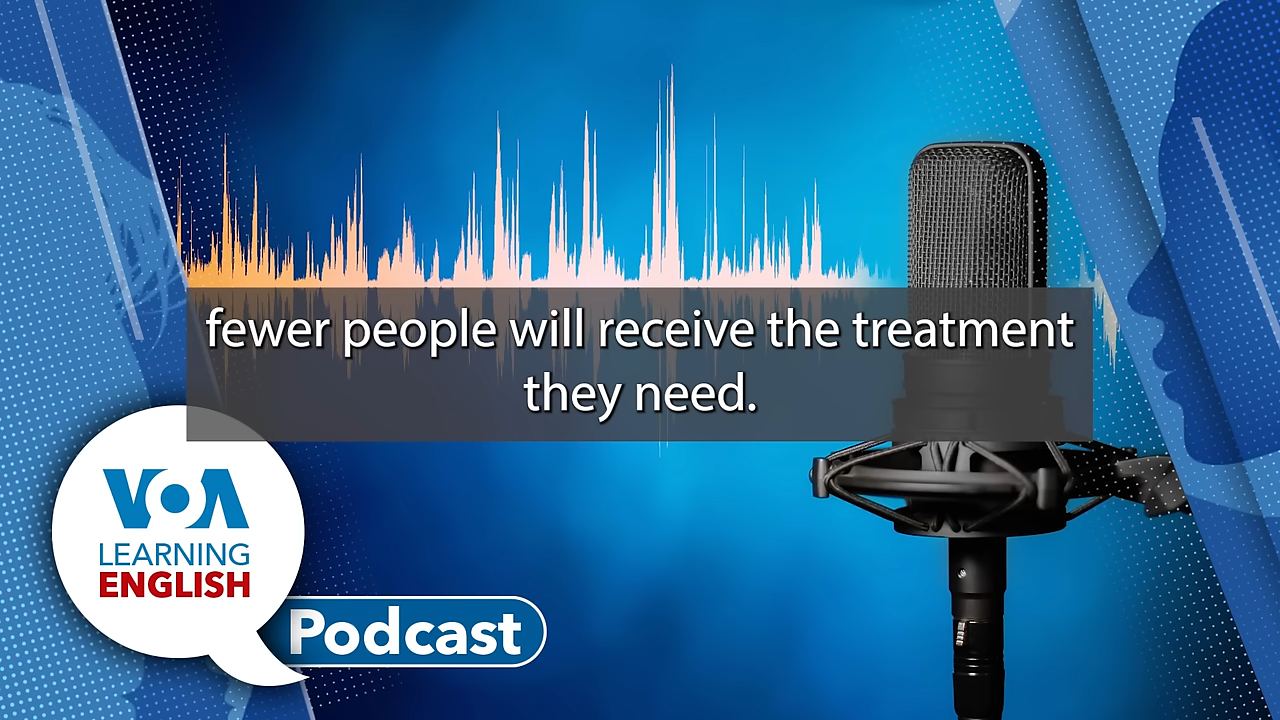 fewer people will receive the treatment
they need.
VOA
LEARNING
ENGLISH
Podcast